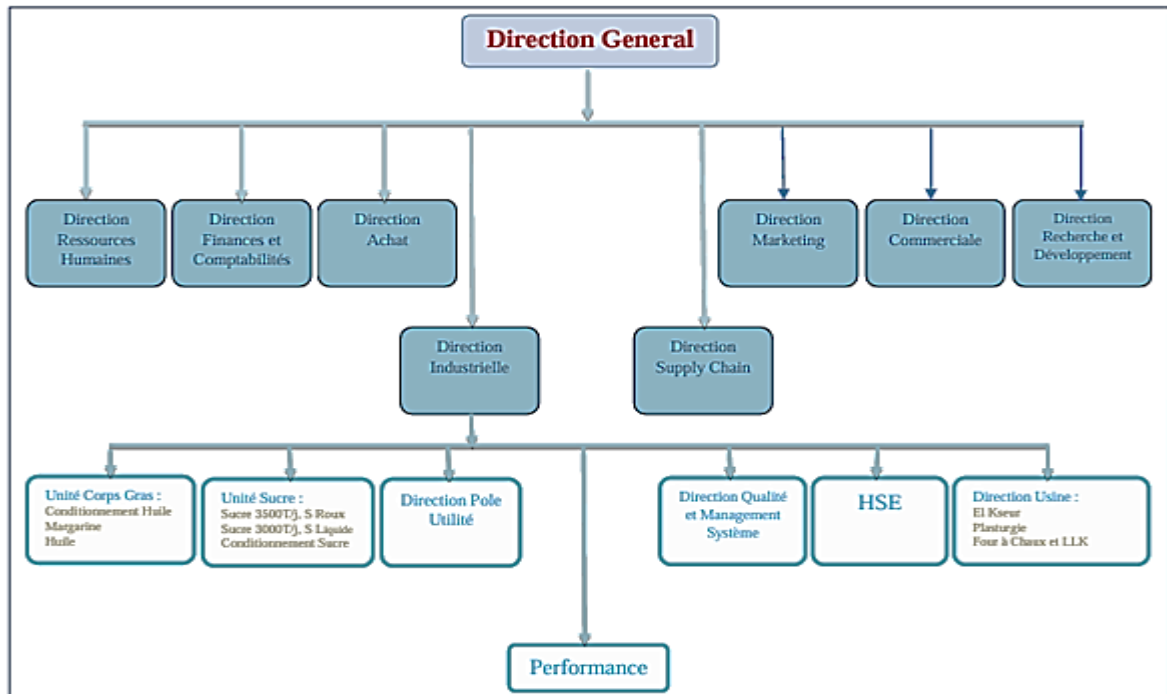 Direction General
Direction
Ressources
Humaines
Direction
Finances et
Comptabilités
Direction
Achat
Direction
Marketing
Direction
Commerciale
Direction
Recherche et
Développement
Direction
Industrielle
Direction
Supply Chain
Unité Corps Gras :
Conditionnement Huile
Margarine
Huile
Unité Sucre :
Sucre 3500T/j, S Roux
Sucre 3000T/j, S Liquide
Conditionnement Sucre
Direction Pole
Utilité
Direction Qualité
et Management
Système
HSE
Direction Usine :
El Kseur
Plasturgie
Four à Chaux et LLK
Performance